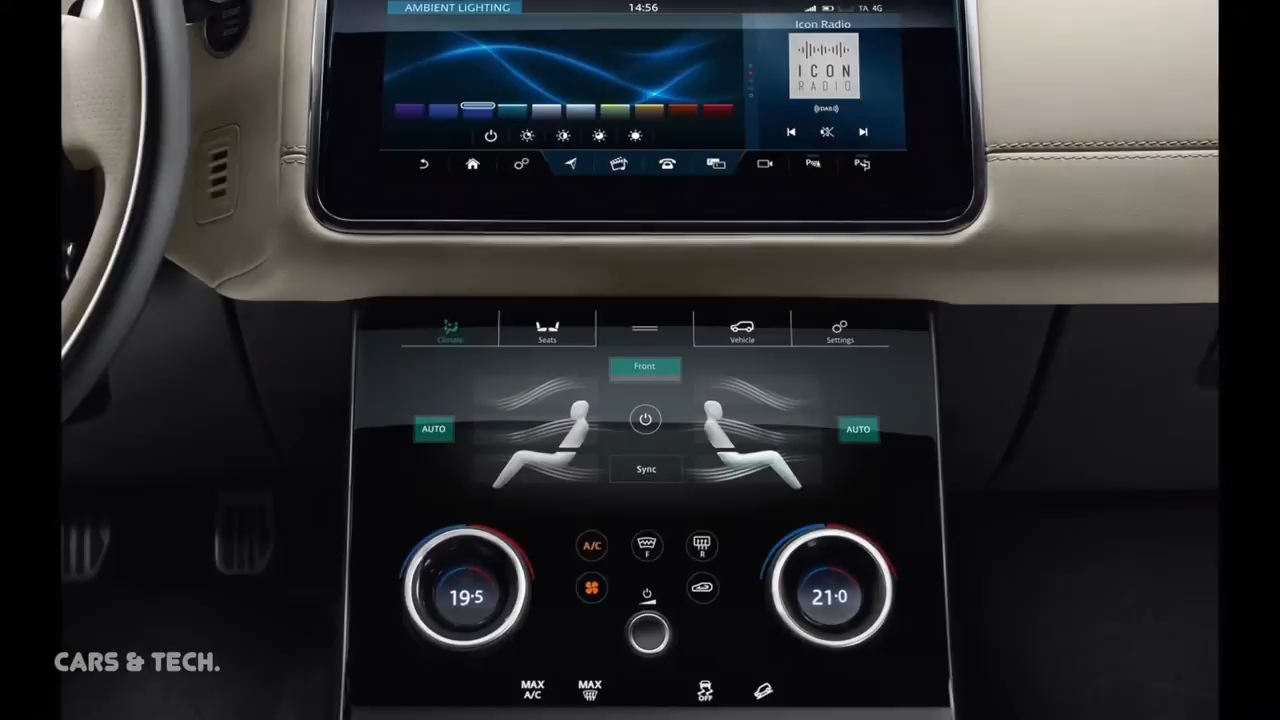 AMBIENT LIGHTING
14:56
TA 4G
Icon Radio
ICON
RADIO
DAB
Climate
Seats
Vehicle
Settings
Front
AUTO
AUTO
Sync
A/C
F
R
19·5
21·0
CARS & TECH.
MAX
A/C
MAX
OFF